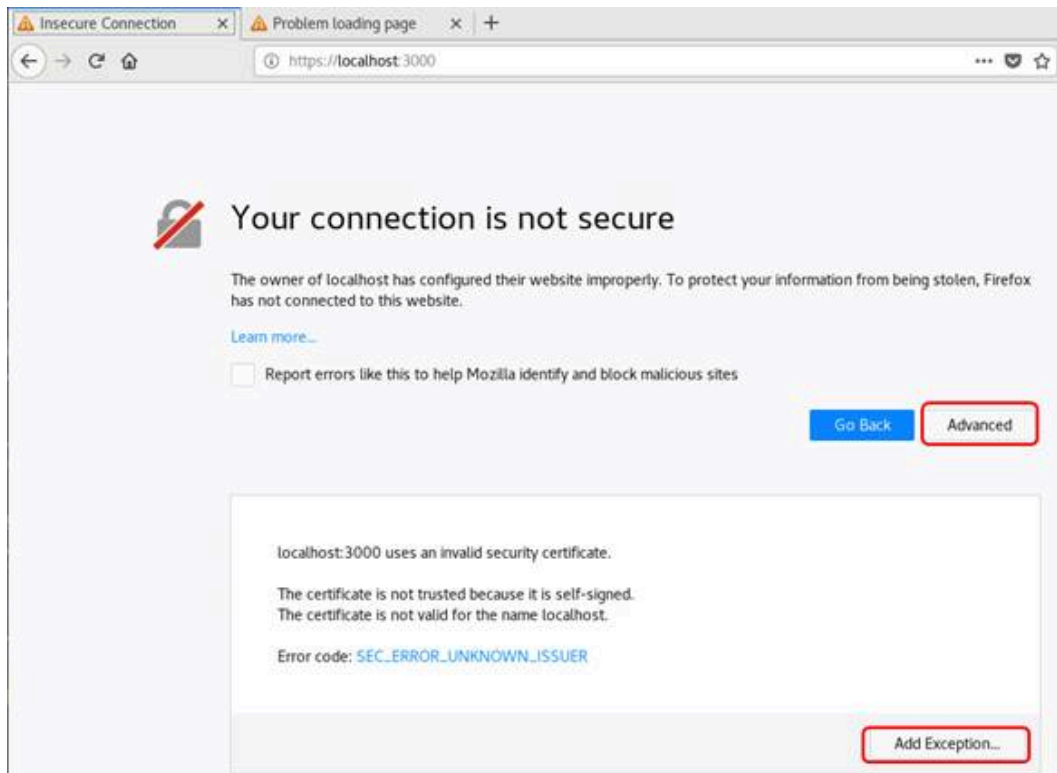 Insecure Connection
Problem loading page
https://localhost:3000
Your connection is not secure
The owner of localhost has configured their website improperly. To protect your information from being stolen, Firefox
has not connected to this website.
Learn more...
Report errors like this to help Mozilla identify and block malicious sites
Go Back
Advanced
localhost:3000 uses an invalid security certificate.
The certificate is not trusted because it is self-signed.
The certificate is not valid for the name localhost.
Error code: SEC_ERROR_UNKNOWN_ISSUER
Add Exception...